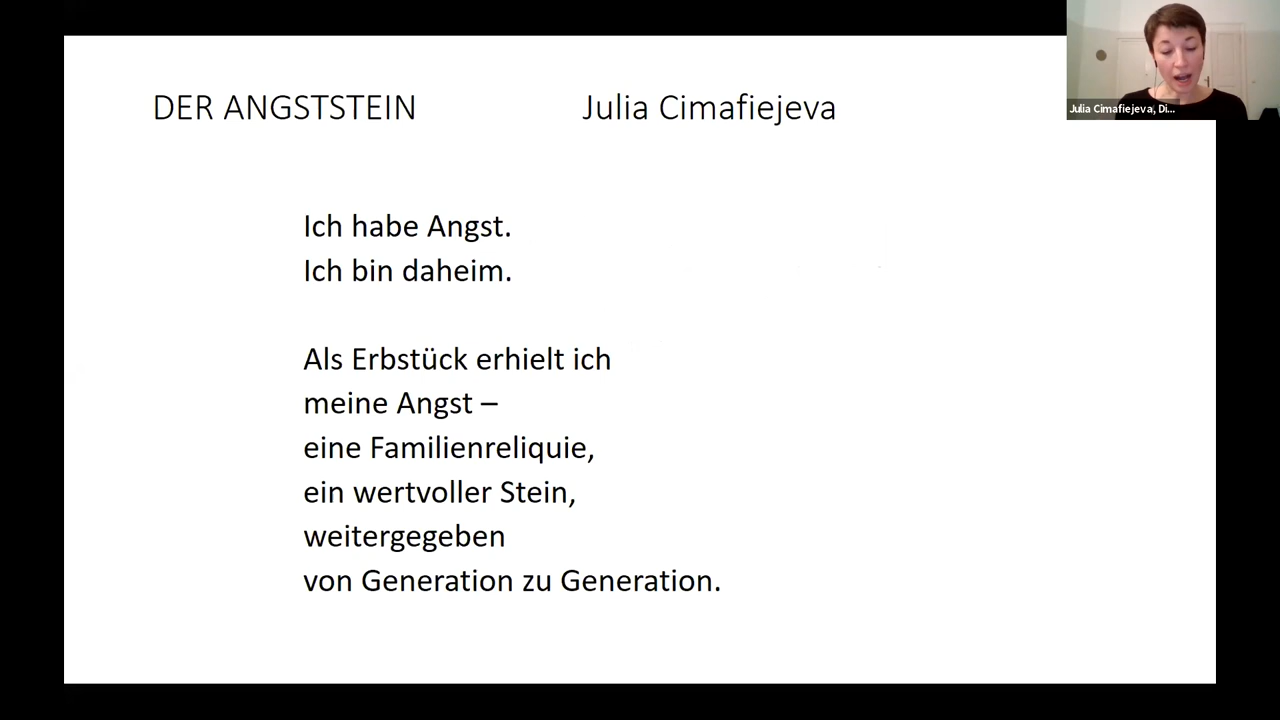 DER ANGSTSTEIN Julia Cimafiejeva
Julia Cimafiejeva, Di...
Ich habe Angst.
Ich bin daheim.
Als Erbstück erhielt ich
meine Angst –
eine Familienreliquie,
ein wertvoller Stein,
weitergegeben
von Generation zu Generation.